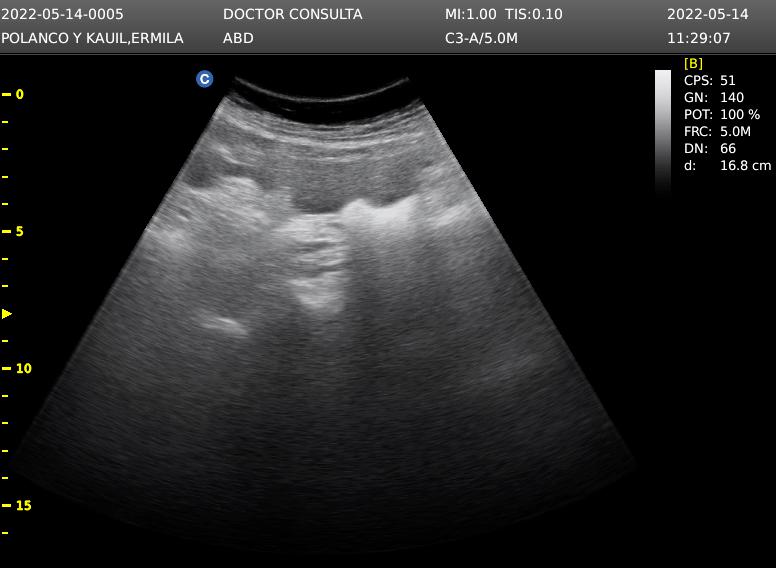 2022-05-14-0005 DOCTOR CONSULTA MI:1.00 TIS:0.10 2022-05-14
POLANCO Y KAUIL,ERMILA ABD C3-A/5.0M 11:29:07
C
[B]
CPS: 51
GN: 140
POT: 100 %
FRC: 5.0M
DN: 66
d: 16.8 cm
0
5
10
15